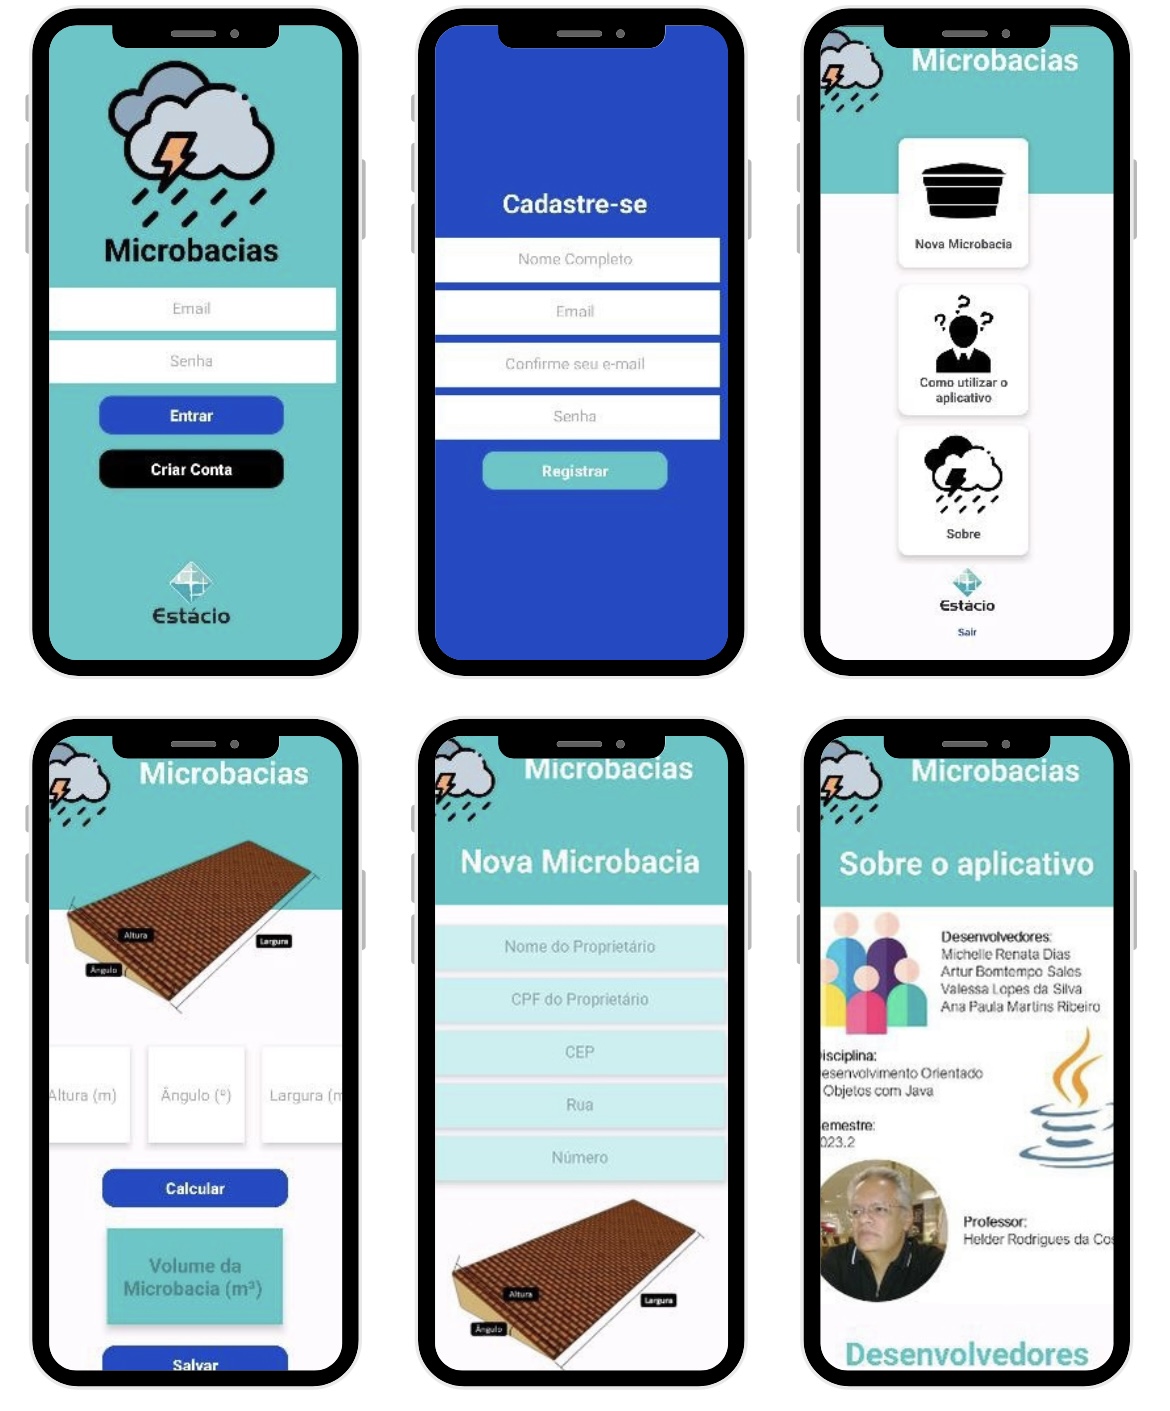 Microbacias
Email
Senha
Entrar
Criar Conta
Estácio
Cadastre-se
Nome Completo
Email
Confirme seu e-mail
Senha
Registrar
Microbacias
Nova Microbacia
Como utilizar o
aplicativo
Sobre
Estácio
Sair
Microbacias
Altura
Largura
Ângulo
Altura (m)
Ângulo (º)
Largura (m
Calcular
Volume da
Microbacia (m³)
Salvar
Microbacias
Nova Microbacia
Nome do Proprietário
CPF do Proprietário
CEP
Rua
Número
Altura
Largura
Ângulo
Microbacias
Sobre o aplicativo
Desenvolvedores:
Michelle Renata Dias
Artur Bomtempo Sales
Valessa Lopes da Silva
Ana Paula Martins Ribeiro
isciplina:
esenvolvimento Orientado
Objetos com Java
emestre:
023.2
Professor:
Helder Rodrigues da Cos
Desenvolvedores